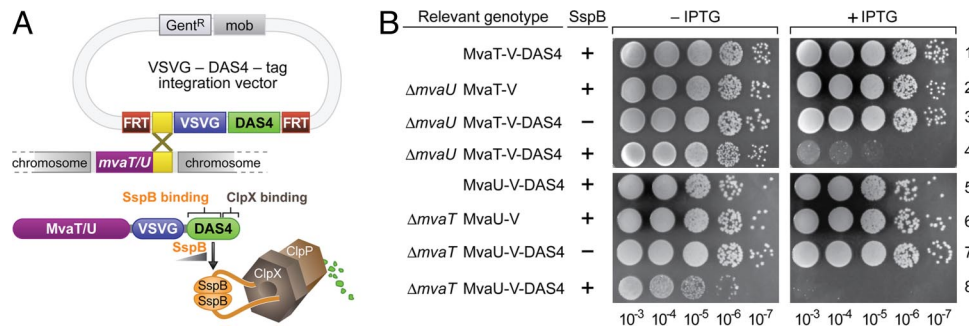 A
Gent^R mob
VSVG – DAS4 – tag
integration vector
FRT VSVG DAS4 FRT
chromosome mvaT/U chromosome
SspB binding ClpX binding
MvaT/U VSVG DAS4
SspB
ClpP
ClpX
SspB
SspB
B
Relevant genotype SspB – IPTG + IPTG
MvaT-V-DAS4 + 1
ΔmvaU MvaT-V + 2
ΔmvaU MvaT-V-DAS4 – 3
ΔmvaU MvaT-V-DAS4 + 4
MvaU-V-DAS4 + 5
ΔmvaT MvaU-V + 6
ΔmvaT MvaU-V-DAS4 – 7
ΔmvaT MvaU-V-DAS4 + 8
10^-3 10^-4 10^-5 10^-6 10^-7 10^-3 10^-4 10^-5 10^-6 10^-7